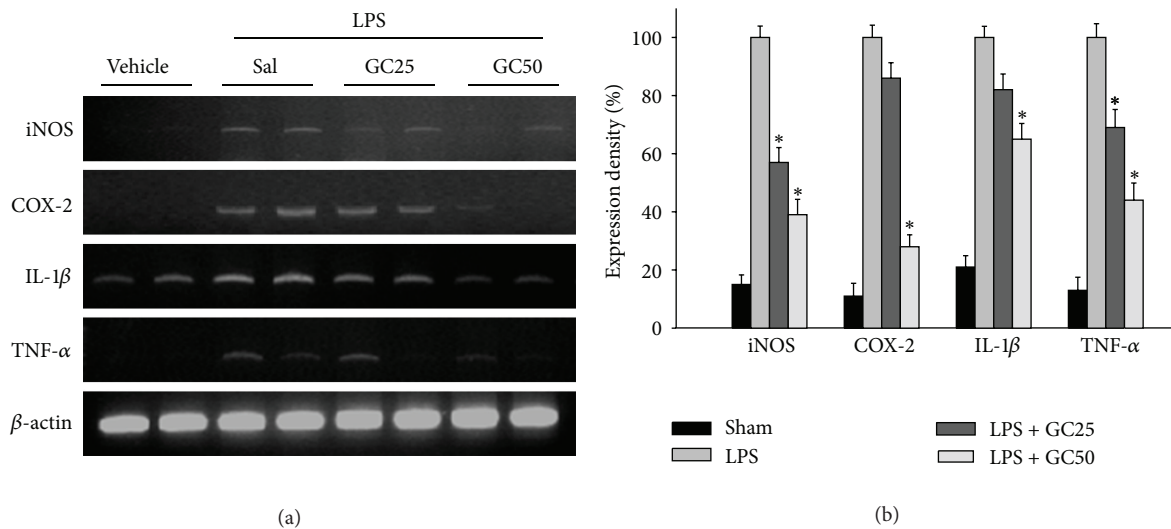 LPS
Vehicle Sal GC25 GC50
iNOS
COX-2
IL-1β
TNF-α
β-actin
(a)
Expression density (%)
100
80
60
40
20
0
* * * * * *
iNOS COX-2 IL-1β TNF-α
Sham
LPS
LPS + GC25
LPS + GC50
(b)